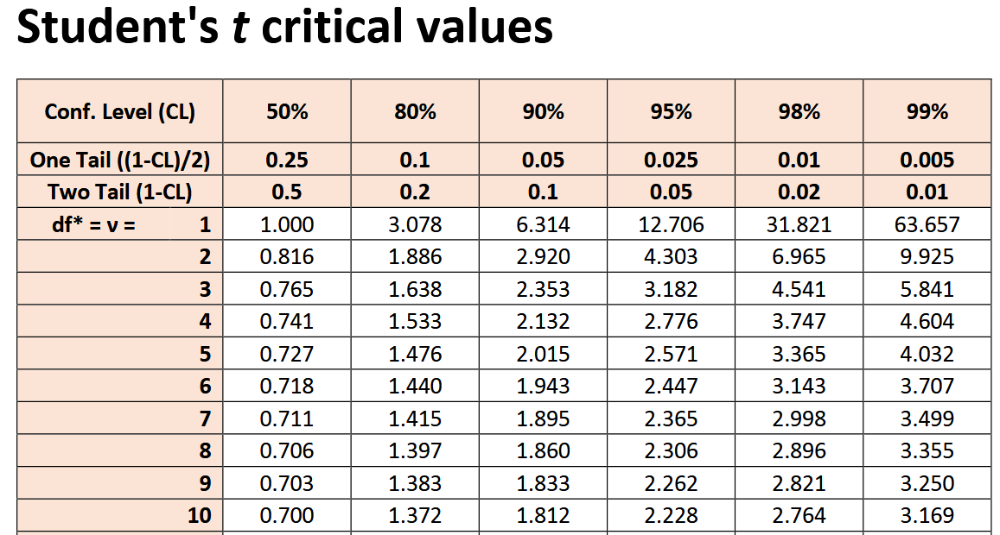 Student's t critical values
Conf. Level (CL) 50% 80% 90% 95% 98% 99%
One Tail ((1-CL)/2) 0.25 0.1 0.05 0.025 0.01 0.005
Two Tail (1-CL) 0.5 0.2 0.1 0.05 0.02 0.01
df* = ν = 1 1.000 3.078 6.314 12.706 31.821 63.657
2 0.816 1.886 2.920 4.303 6.965 9.925
3 0.765 1.638 2.353 3.182 4.541 5.841
4 0.741 1.533 2.132 2.776 3.747 4.604
5 0.727 1.476 2.015 2.571 3.365 4.032
6 0.718 1.440 1.943 2.447 3.143 3.707
7 0.711 1.415 1.895 2.365 2.998 3.499
8 0.706 1.397 1.860 2.306 2.896 3.355
9 0.703 1.383 1.833 2.262 2.821 3.250
10 0.700 1.372 1.812 2.228 2.764 3.169